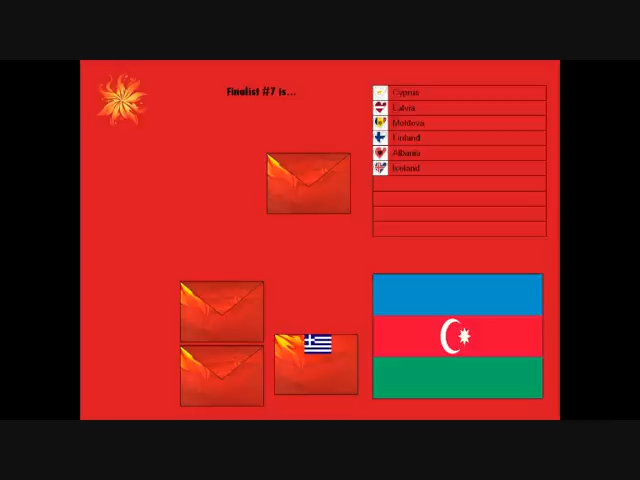 Finalist #7 is...
Cyprus
Latvia
Moldova
Finland
Albania
Iceland